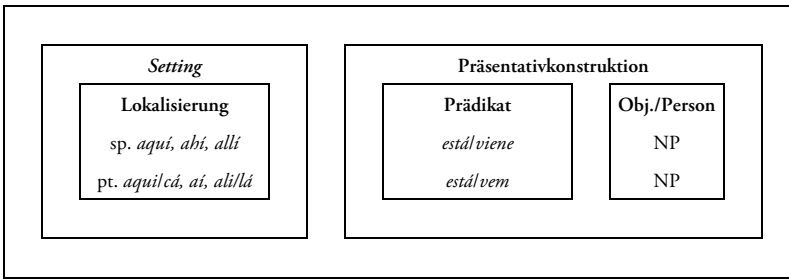 Setting Präsentativkonstruktion
Lokalisierung Prädikat Obj./Person
sp. aquí, ahí, allí está/viene NP
pt. aqui/cá, aí, ali/lá está/vem NP